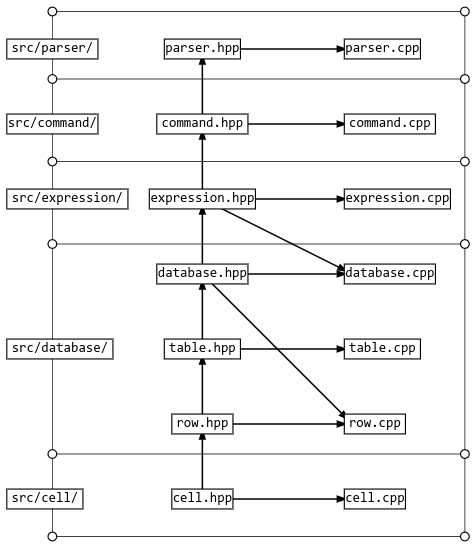 src/parser/ parser.hpp parser.cpp
src/command/ command.hpp command.cpp
src/expression/ expression.hpp expression.cpp
database.hpp database.cpp
src/database/ table.hpp table.cpp
row.hpp row.cpp
src/cell/ cell.hpp cell.cpp